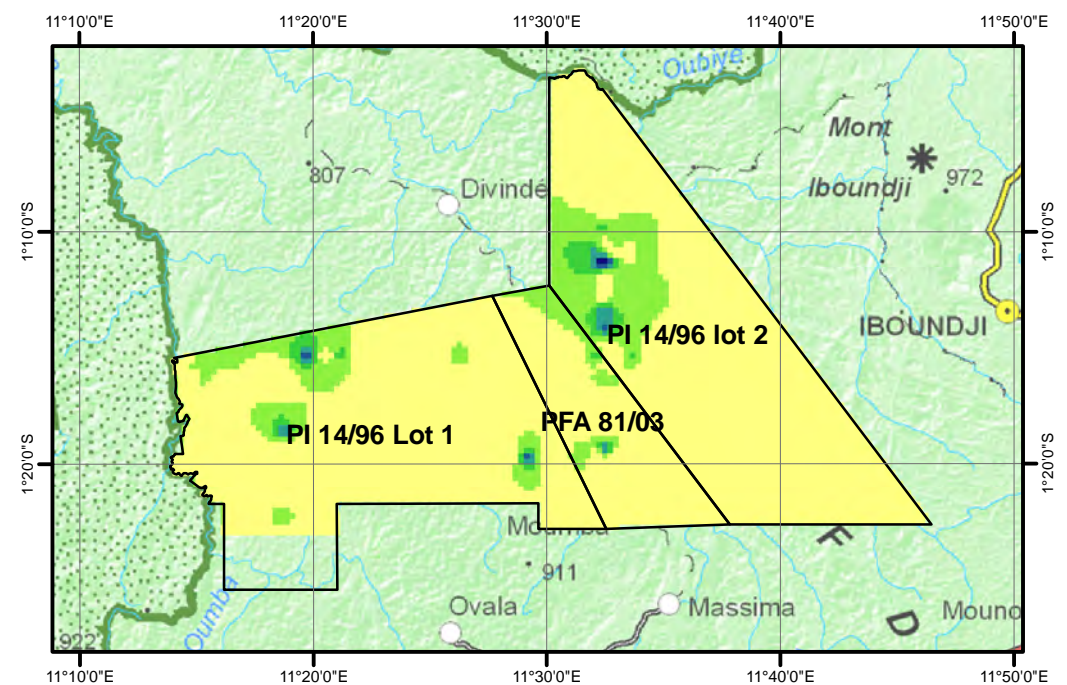 11°10'0"E 11°20'0"E 11°30'0"E 11°40'0"E 11°50'0"E
Oubiye
Mont
Iboundji
972
807
Divindé
1°10'0"S 1°10'0"S
IBOUNDJI
PI 14/96 lot 2
PFA 81/03
PI 14/96 Lot 1
1°20'0"S 1°20'0"S
Moumba
F
911
Oumba
Ovala
Massima
Mouno
D
922
11°10'0"E 11°20'0"E 11°30'0"E 11°40'0"E 11°50'0"E